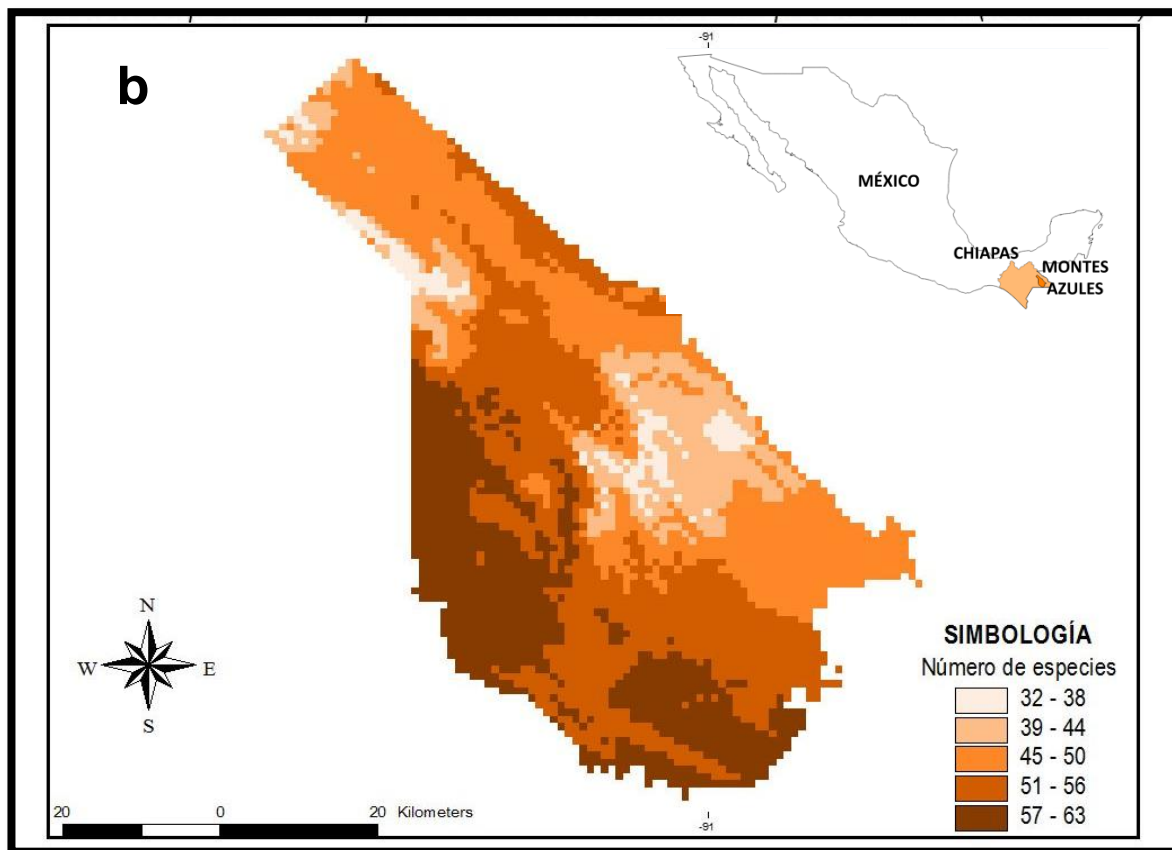 b
-91
MÉXICO
CHIAPAS
MONTES
AZULES
N
W
E
S
SIMBOLOGÍA
Número de especies
32 - 38
39 - 44
45 - 50
51 - 56
57 - 63
20
0
20
Kilometers
-91